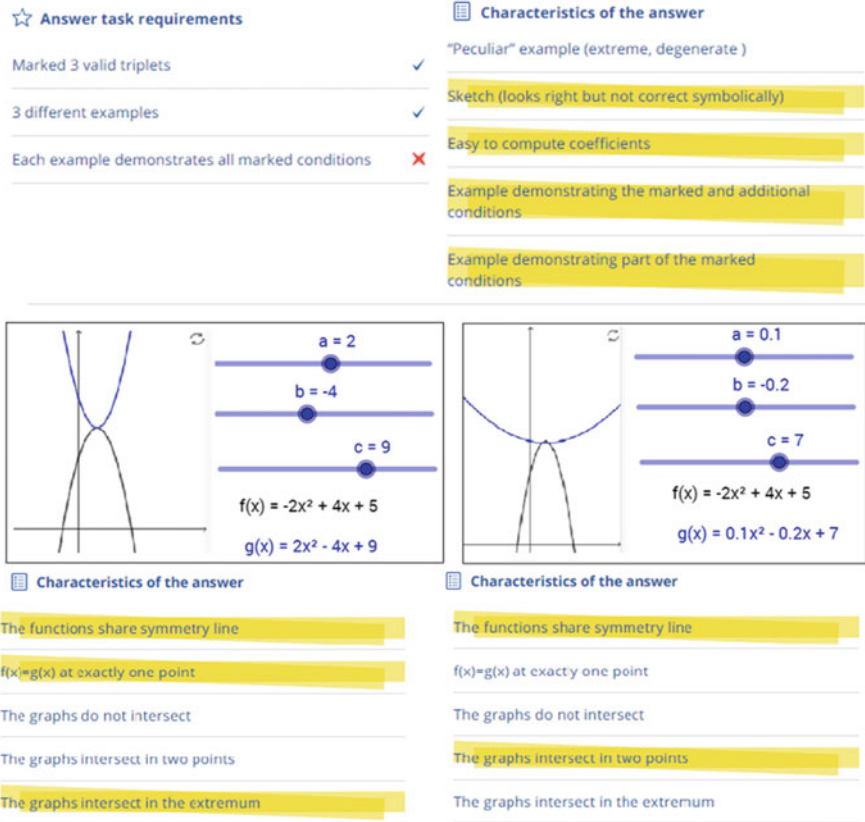 Answer task requirements
Marked 3 valid triplets
3 different examples
Each example demonstrates all marked conditions
Characteristics of the answer
"Peculiar" example (extreme, degenerate )
Sketch (looks right but not correct symbolically)
Easy to compute coefficients
Example demonstrating the marked and additional
conditions
Example demonstrating part of the marked
conditions
a = 2
b = -4
c = 9
f(x) = -2x² + 4x + 5
g(x) = 2x² - 4x + 9
a = 0.1
b = -0.2
c = 7
f(x) = -2x² + 4x + 5
g(x) = 0.1x² - 0.2x + 7
Characteristics of the answer
The functions share symmetry line
f(x)=g(x) at exactly one point
The graphs do not intersect
The graphs intersect in two points
The graphs intersect in the extremum
Characteristics of the answer
The functions share symmetry line
f(x)=g(x) at exactly one point
The graphs do not intersect
The graphs intersect in two points
The graphs intersect in the extremum